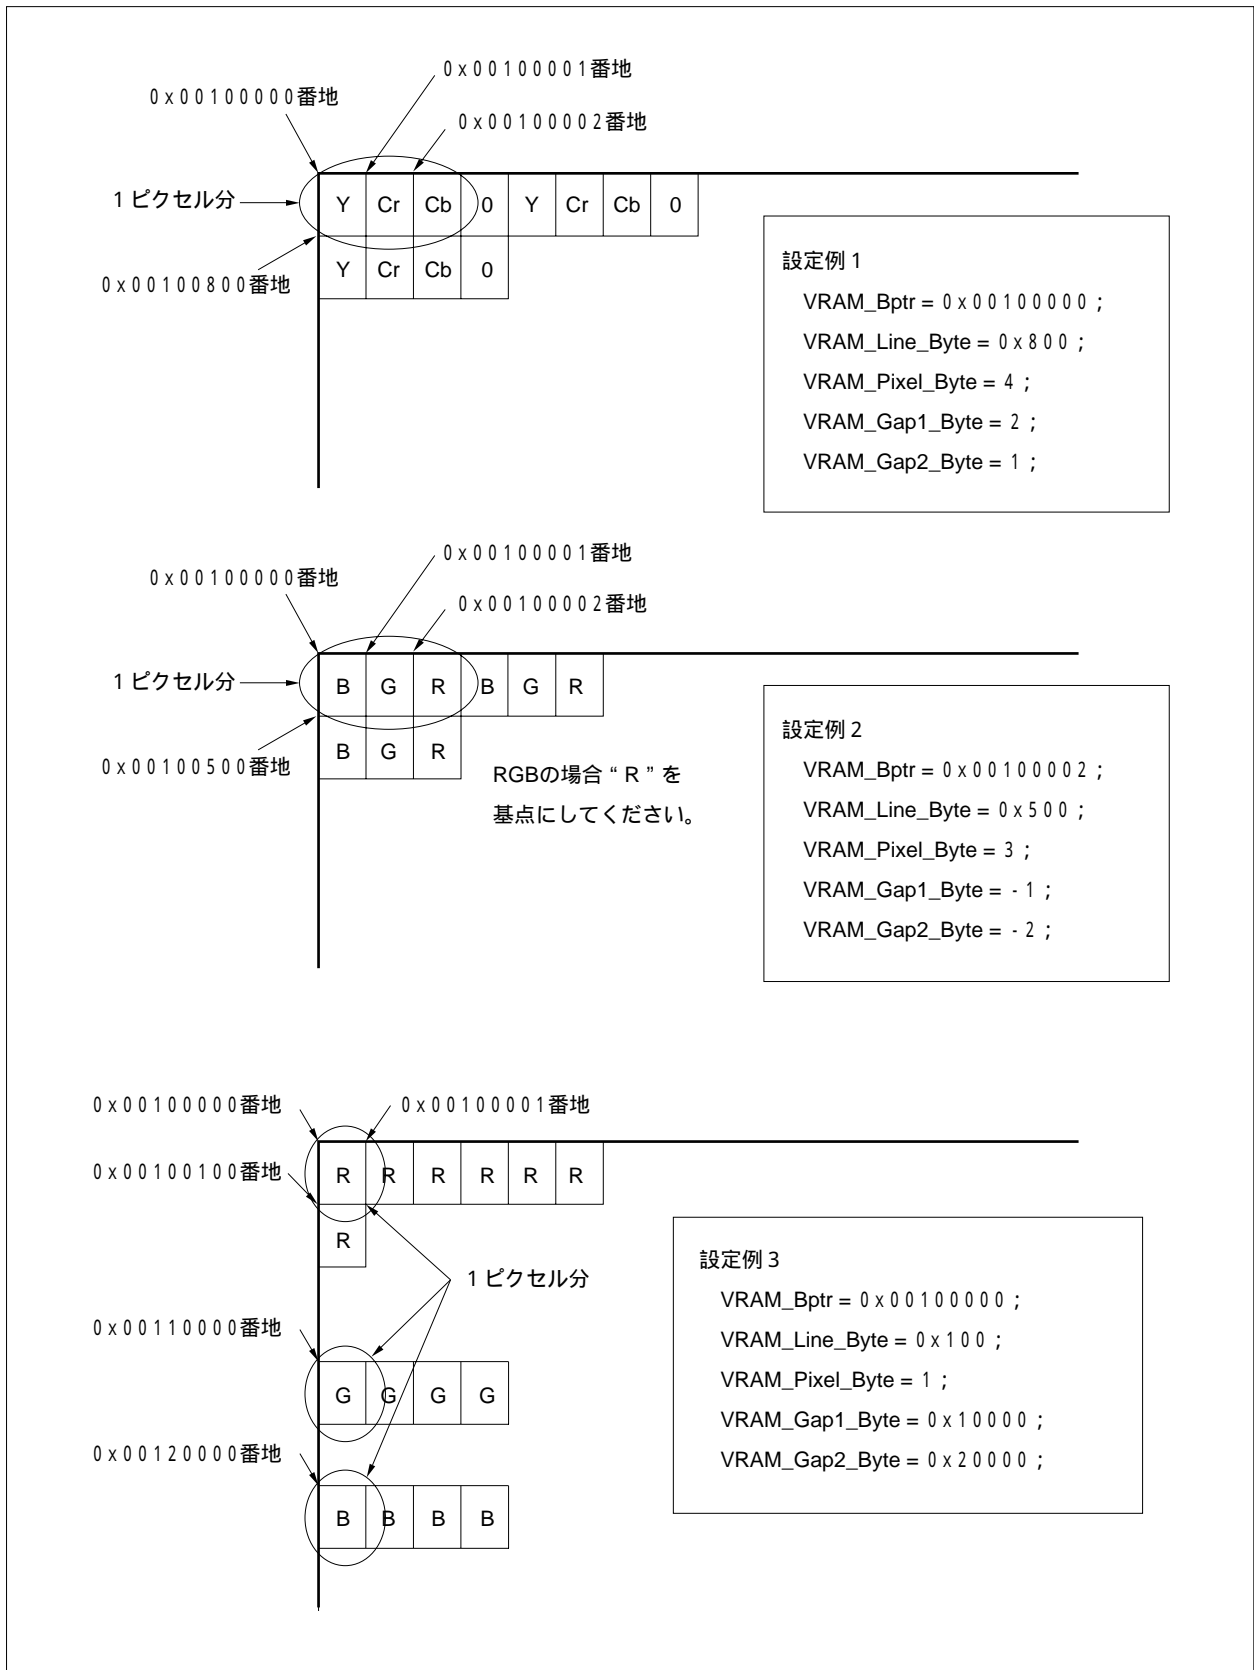 0x00100001番地
0x00100000番地
0x00100002番地
1ピクセル分
Y Cr Cb 0 Y Cr Cb 0
Y Cr Cb 0
0x00100800番地
設定例1
VRAM_Bptr = 0x00100000;
VRAM_Line_Byte = 0x800;
VRAM_Pixel_Byte = 4;
VRAM_Gap1_Byte = 2;
VRAM_Gap2_Byte = 1;
0x00100001番地
0x00100000番地
0x00100002番地
1ピクセル分
B G R B G R
B G R
0x00100500番地
RGBの場合“R”を
基点にしてください。
設定例2
VRAM_Bptr = 0x00100002;
VRAM_Line_Byte = 0x500;
VRAM_Pixel_Byte = 3;
VRAM_Gap1_Byte = -1;
VRAM_Gap2_Byte = -2;
0x00100000番地
0x00100001番地
0x00100100番地
R R R R R R
R
1ピクセル分
0x00110000番地
G G G G
0x00120000番地
B B B B
設定例3
VRAM_Bptr = 0x00100000;
VRAM_Line_Byte = 0x100;
VRAM_Pixel_Byte = 1;
VRAM_Gap1_Byte = 0x10000;
VRAM_Gap2_Byte = 0x20000;